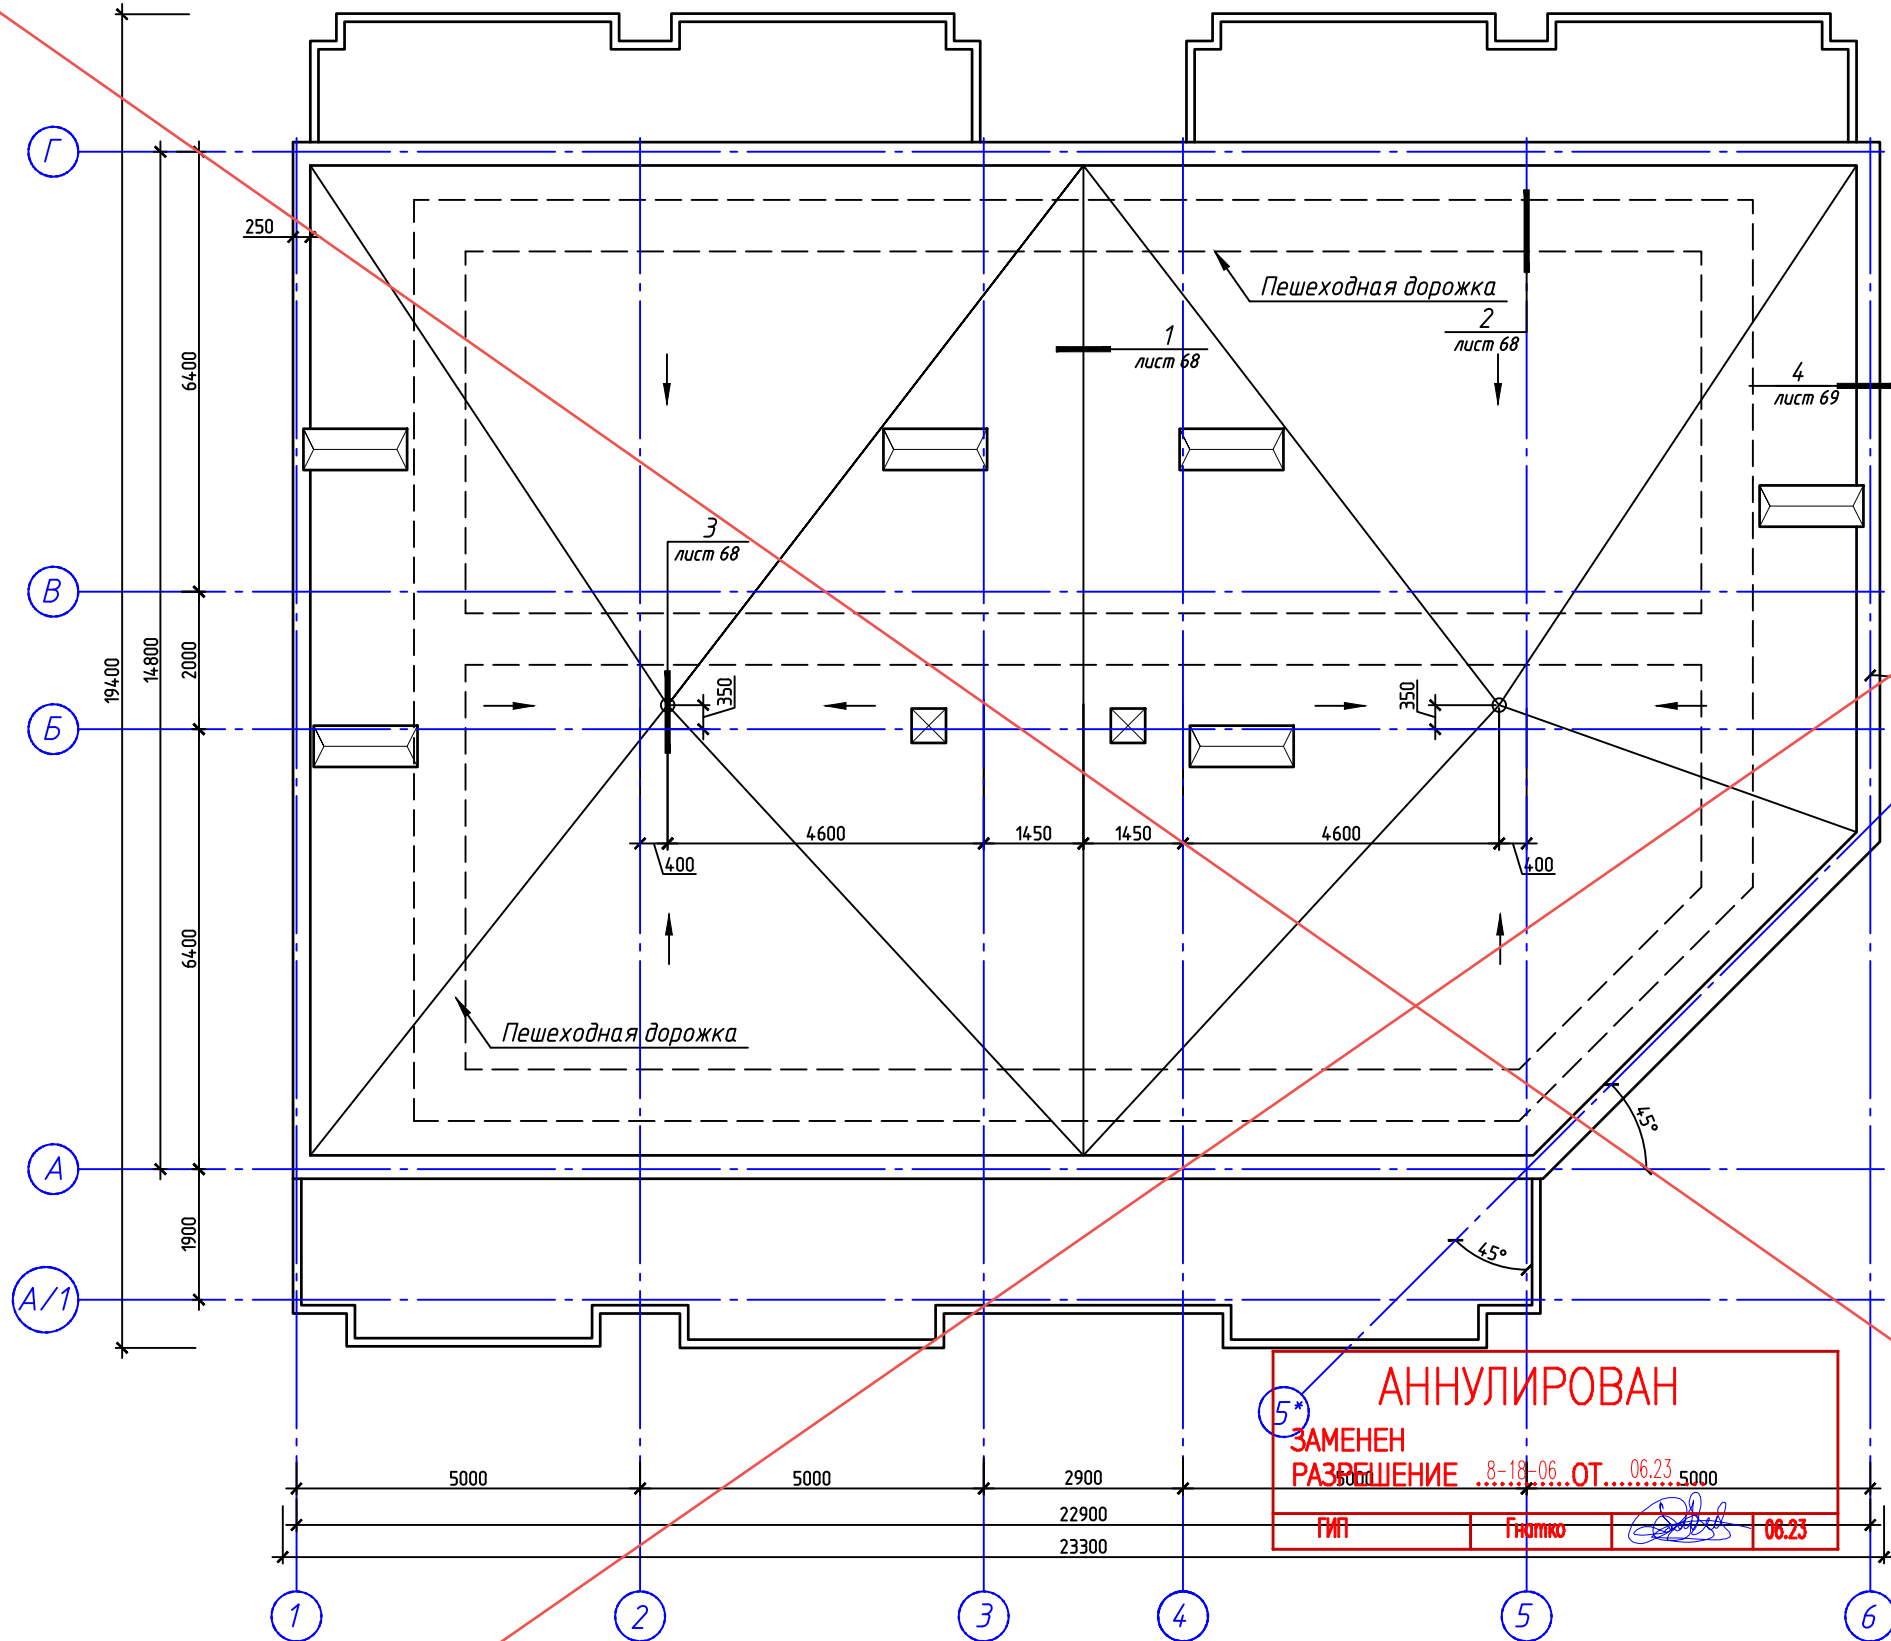 Г
250
Пешеходная дорожка
2
лист 68
1
лист 68
6400
4
лист 69
3
лист 68
В
19400
14800
2000
350
350
Б
4600
1450
1450
4600
400
400
6400
Пешеходная дорожка
45°
А
1900
45°
А/1
АННУЛИРОВАН
5*
ЗАМЕНЕН
РАЗРЕШЕНИЕ 8-18-06 ОТ 06.23
5000
5000
2900
5000
5000
22900
ГИП
Гнатко
06.23
23300
1
2
3
4
5
6